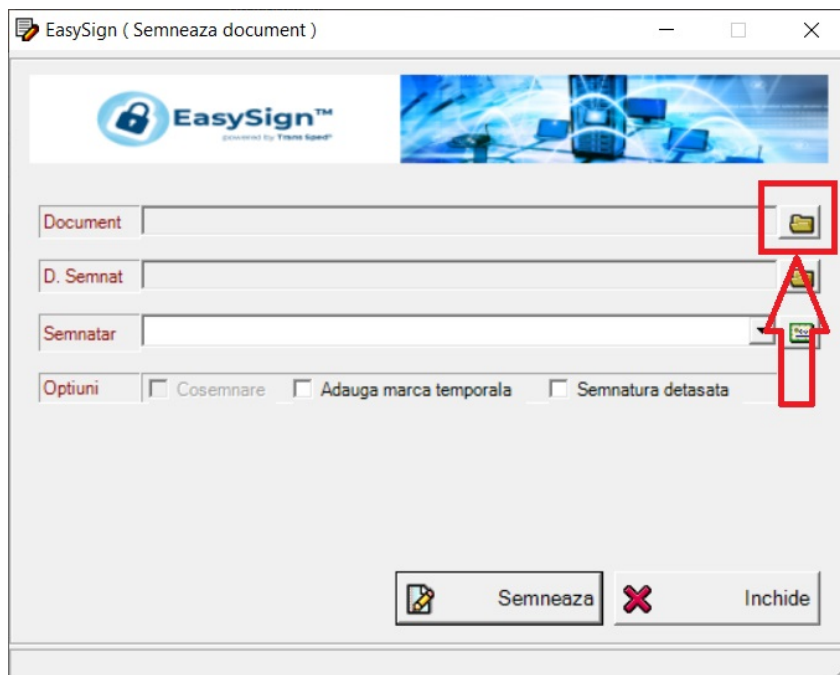 EasySign ( Semneaza document )
EasySign™
powered by Trans Sped®
Document
D. Semnat
Semnatar
Optiuni Cosemnare Adauga marca temporala Semnatura detasata
Semneaza Inchide